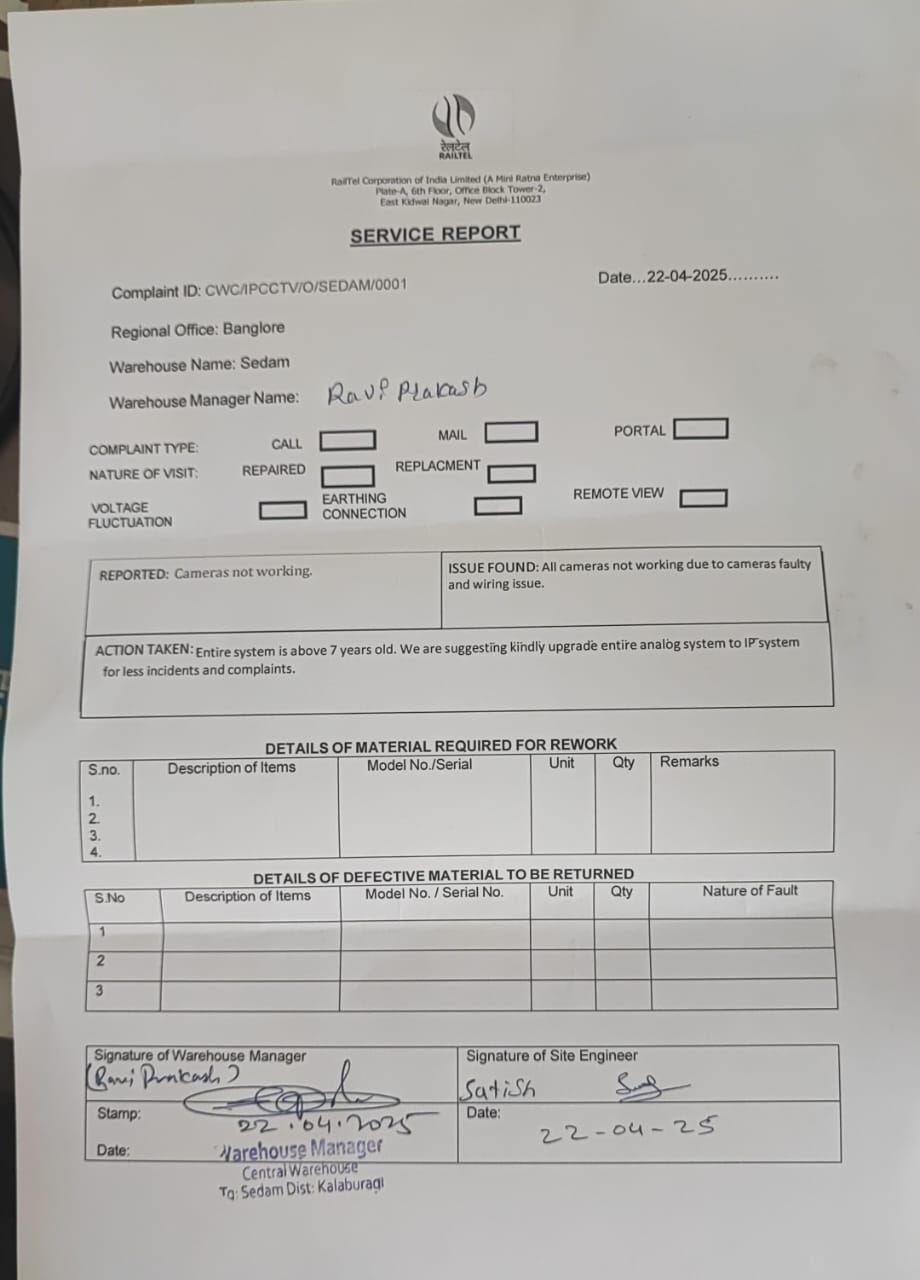 रेलटेल
RAILTEL
RailTel Corporation of India Limited (A Mini Ratna Enterprise)
Plate-A, 6th Floor, Office Block Tower-2,
East Kidwai Nagar, New Delhi-110023
SERVICE REPORT
Complaint ID: CWC/IPCCTV/O/SEDAM/0001 Date...22-04-2025..........
Regional Office: Banglore
Warehouse Name: Sedam
Warehouse Manager Name: Ravi Prakash
COMPLAINT TYPE: CALL MAIL PORTAL
NATURE OF VISIT: REPAIRED REPLACMENT
VOLTAGE FLUCTUATION EARTHING CONNECTION REMOTE VIEW
REPORTED: Cameras not working.
ISSUE FOUND: All cameras not working due to cameras faulty
and wiring issue.
ACTION TAKEN: Entire system is above 7 years old. We are suggesting kindly upgrade entire analog system to IP system
for less incidents and complaints.
DETAILS OF MATERIAL REQUIRED FOR REWORK
S.no. Description of Items Model No./Serial Unit Qty Remarks
1.
2.
3.
4.
DETAILS OF DEFECTIVE MATERIAL TO BE RETURNED
S.No Description of Items Model No. / Serial No. Unit Qty Nature of Fault
1
2
3
Signature of Warehouse Manager
(Ravi Prakash)
Stamp:
22.04.2025
Date:
Warehouse Manager
Central Warehouse
Tq: Sedam Dist: Kalaburagi
Signature of Site Engineer
Satish
Date:
22-04-25